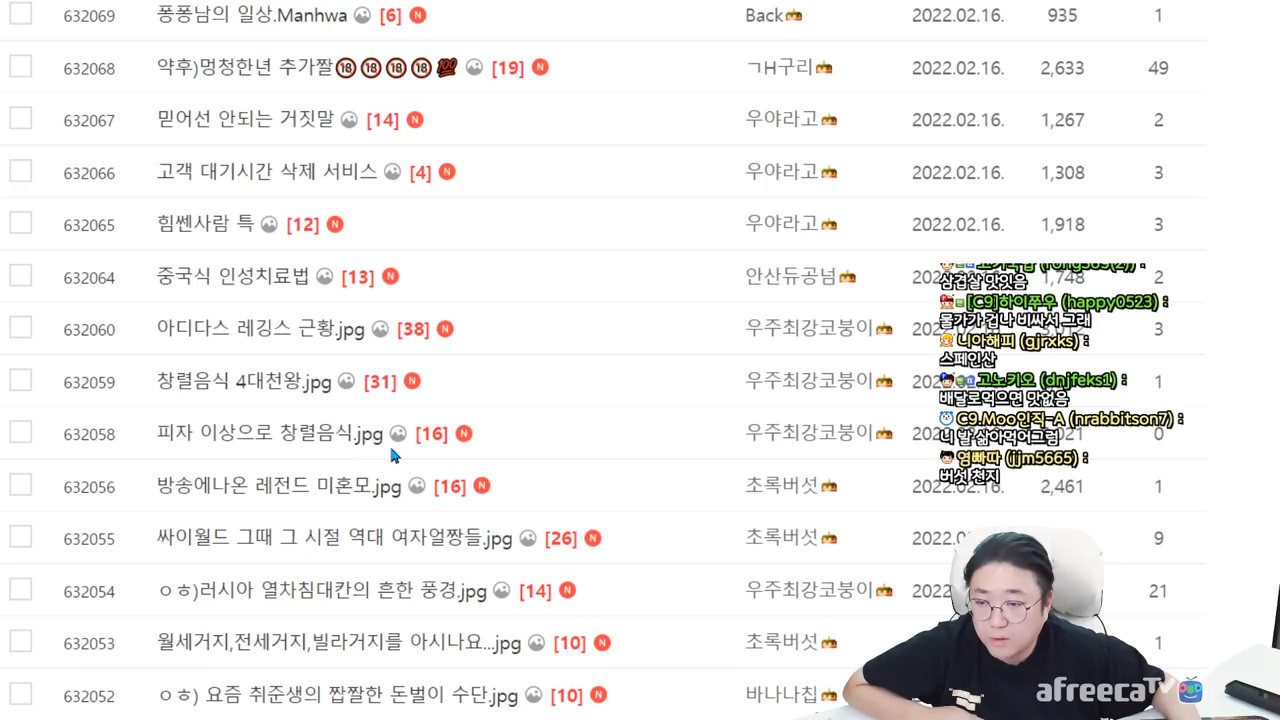 632069 퐁퐁남의 일상.Manhwa [6] N Back 2022.02.16. 935 1
632068 약후)멍청한년 추가짤🔞🔞🔞🔞💯 [19] N ㄱH구리 2022.02.16. 2,633 49
632067 믿어선 안되는 거짓말 [14] N 우야라고 2022.02.16. 1,267 2
632066 고객 대기시간 삭제 서비스 [4] N 우야라고 2022.02.16. 1,308 3
632065 힘쎈사람 특 [12] N 우야라고 2022.02.16. 1,918 3
632064 중국식 인성치료법 [13] N 안산듀공넘 1,748 2
632060 아디다스 레깅스 근황.jpg [38] N 우주최강코붕이 3
632059 창렬음식 4대천왕.jpg [31] N 우주최강코붕이 1
632058 피자 이상으로 창렬음식.jpg [16] N 우주최강코붕이 0
632056 방송에나온 레전드 미혼모.jpg [16] N 초록버섯 2022.02.16. 2,461 1
632055 싸이월드 그때 그 시절 역대 여자얼짱들.jpg [26] N 초록버섯 9
632054 ㅇㅎ)러시아 열차침대칸의 흔한 풍경.jpg [14] N 우주최강코붕이 21
632053 월세거지,전세거지,빌라거지를 아시나요...jpg [10] N 초록버섯 1
632052 ㅇㅎ) 요즘 취준생의 짭짤한 돈벌이 수단.jpg [10] N 바나나칩
삼겹살 맛잇음
[C9]하이쭈우 (happy0523) :
물가가 겁나 비싸서 그래
니아해피 (gjrxks) :
스페인산
고노키오 (dnjfeks1) :
배달로먹으면 맛없음
C9.Moo인직-A (nrabbitson7) :
니 발 삶아먹어그럼
염빠따 (jjm5665) :
버섯 천지
afreecaTV